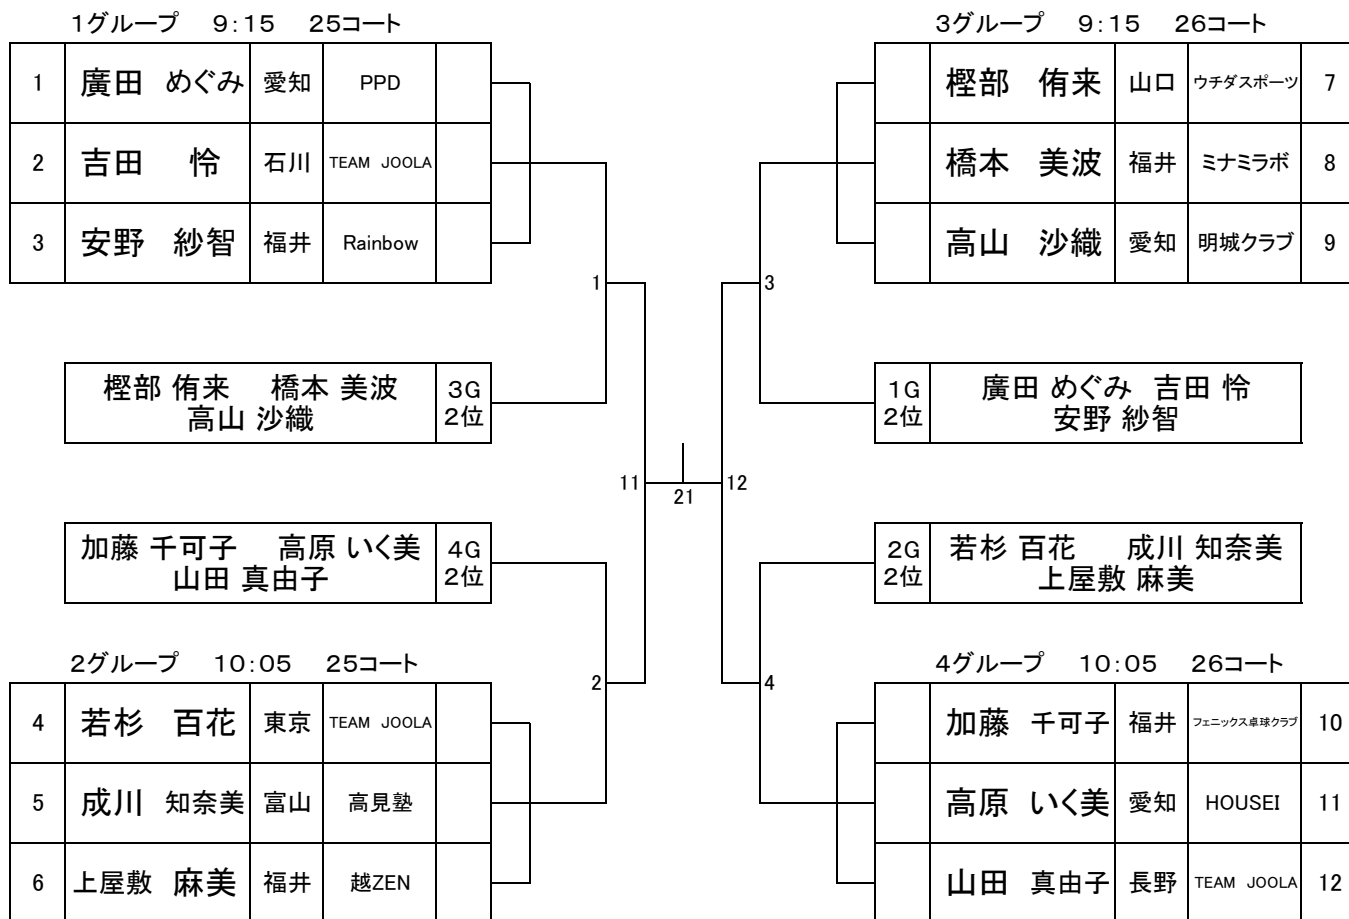 1グループ　9:15　25コート
1 廣田 めぐみ 愛知 PPD
2 吉田 怜 石川 TEAM JOOLA
3 安野 紗智 福井 Rainbow
1
樫部 侑来 橋本 美波
高山 沙織
3G
2位
11
加藤 千可子 高原 いく美
山田 真由子
4G
2位
2グループ　10:05　25コート
2
4 若杉 百花 東京 TEAM JOOLA
5 成川 知奈美 富山 高見塾
6 上屋敷 麻美 福井 越ZEN
21
3グループ　9:15　26コート
樫部 侑来 山口 ウチダスポーツ 7
橋本 美波 福井 ミナミラボ 8
高山 沙織 愛知 明城クラブ 9
3
1G
2位
廣田 めぐみ 吉田 怜
安野 紗智
12
2G
2位
若杉 百花 成川 知奈美
上屋敷 麻美
4グループ　10:05　26コート
4
加藤 千可子 福井 フェニックス卓球クラブ 10
高原 いく美 愛知 HOUSEI 11
山田 真由子 長野 TEAM JOOLA 12